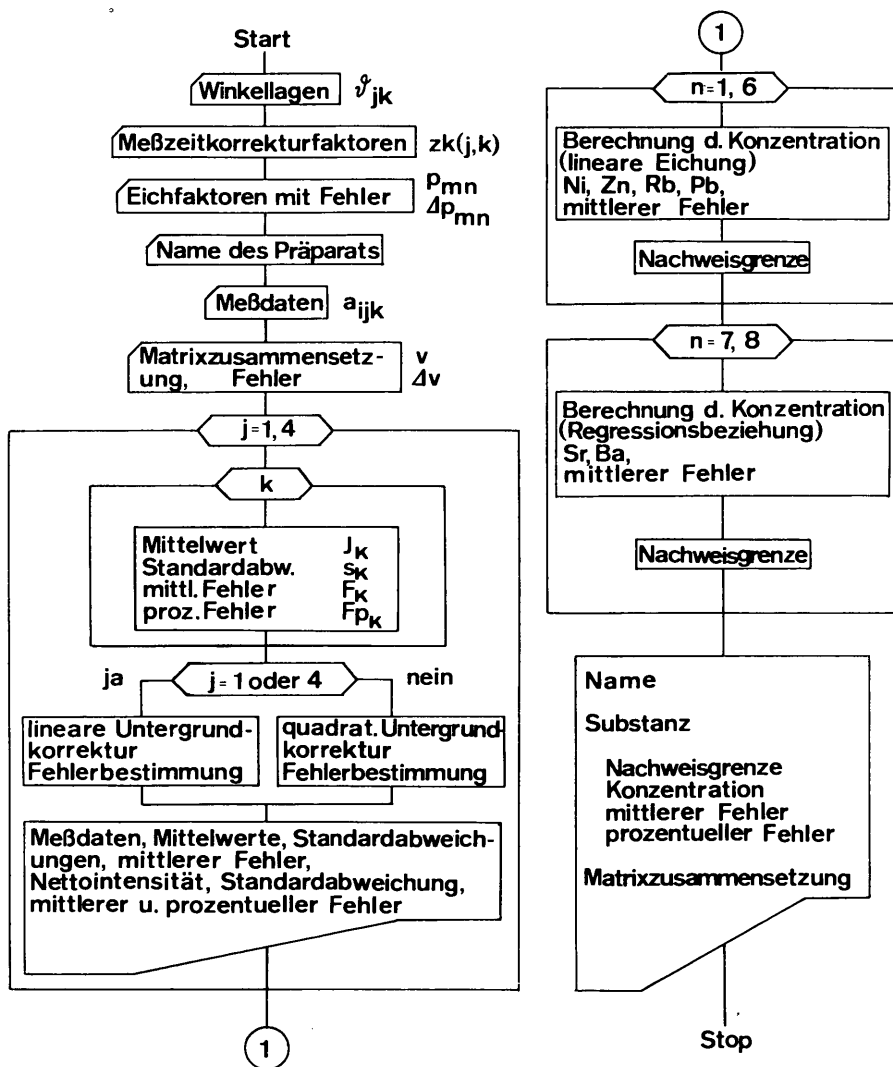 Start
Winkellagen ϑjk
Meßzeitkorrekturfaktoren zk(j,k)
Eichfaktoren mit Fehler pmn
Δpmn
Name des Präparats
Meßdaten aijk
Matrixzusammensetz- v
ung, Fehler Δv
j=1,4
k
Mittelwert JK
Standardabw. sK
mittl. Fehler FK
proz. Fehler FpK
ja
j=1 oder 4
nein
lineare Untergrund-
korrektur
Fehlerbestimmung
quadrat. Untergrund-
korrektur
Fehlerbestimmung
Meßdaten, Mittelwerte, Standardabweich-
ungen, mittlerer Fehler,
Nettointensität, Standardabweichung,
mittlerer u. prozentueller Fehler
1
1
n=1, 6
Berechnung d. Konzentration
(lineare Eichung)
Ni, Zn, Rb, Pb,
mittlerer Fehler
Nachweisgrenze
n=7, 8
Berechnung d. Konzentration
(Regressionsbeziehung)
Sr, Ba,
mittlerer Fehler
Nachweisgrenze
Name
Substanz
Nachweisgrenze
Konzentration
mittlerer Fehler
prozentueller Fehler
Matrixzusammensetzung
Stop